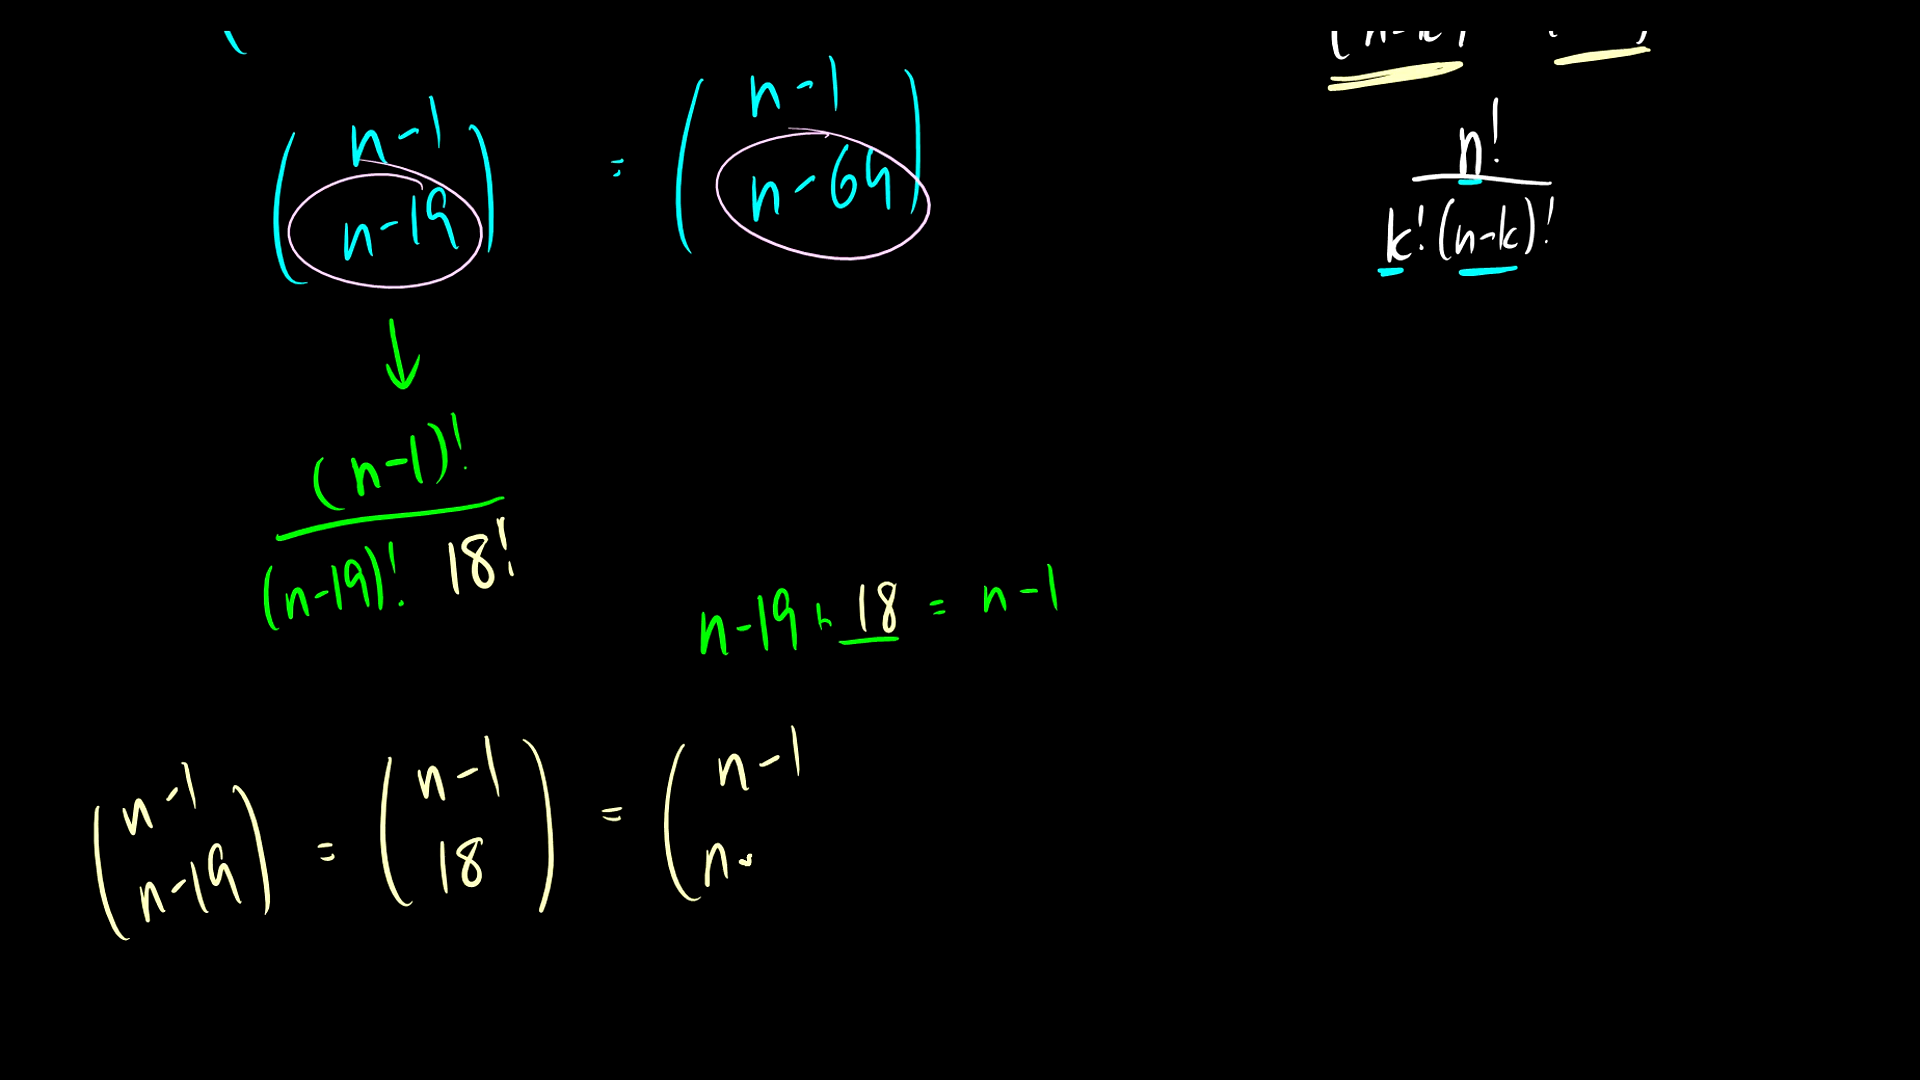 (n-1
n-19) = (n-1
n-64)
n!
k!(n-k)!
(n-1)!
(n-19)! 18!
n-19+18 = n-1
(n-1
n-19) = (n-1
18) = (n-1
n-